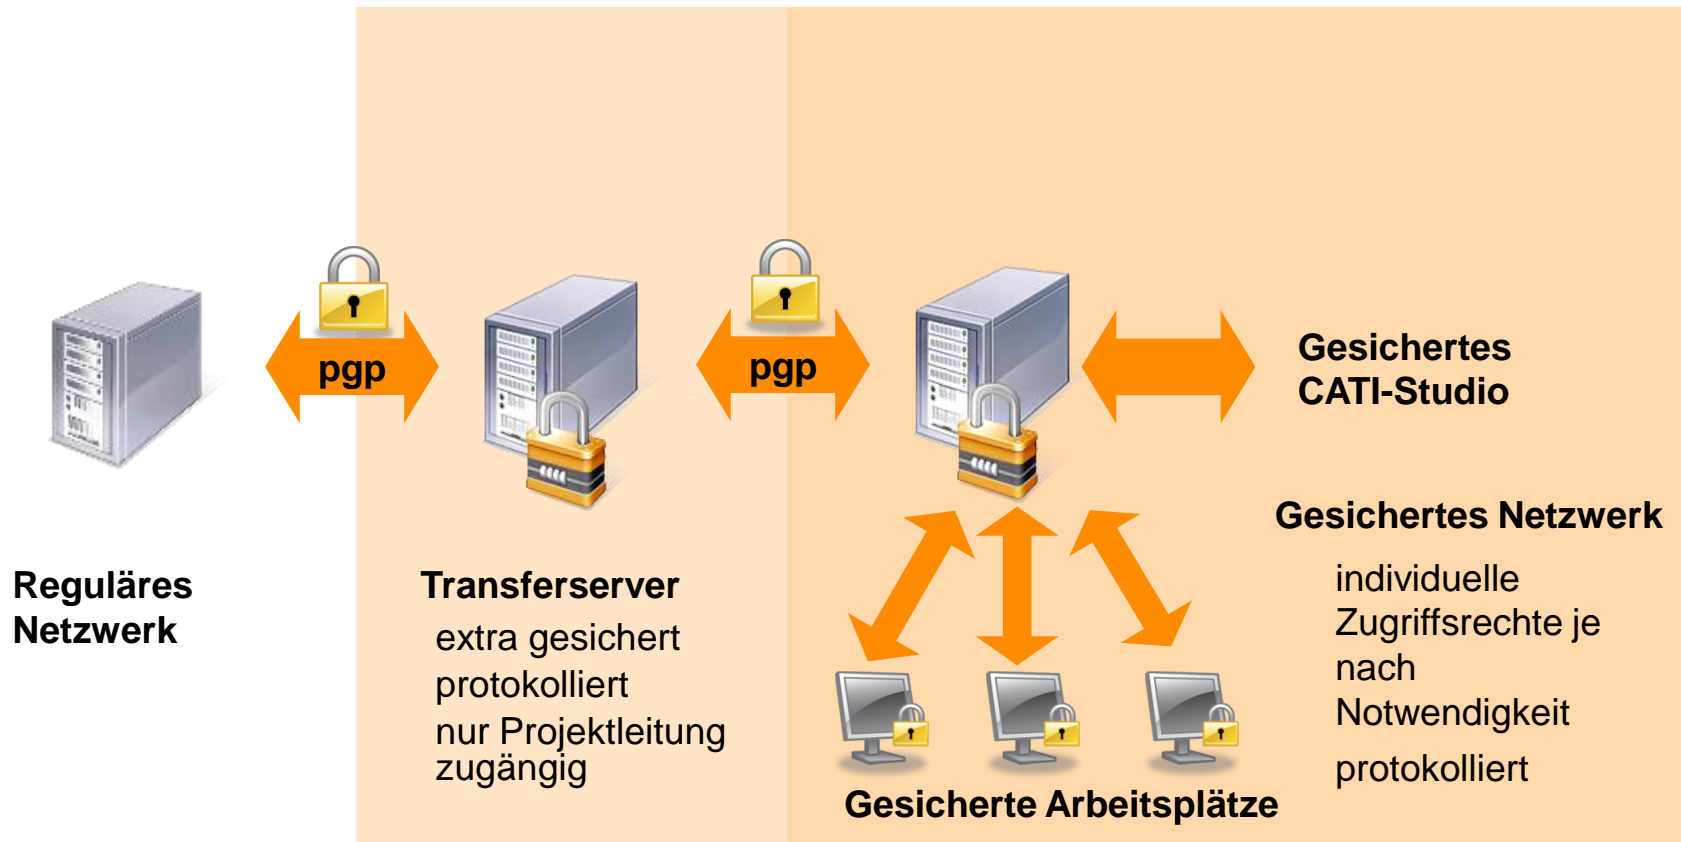 pgp
pgp
Gesichertes
CATI-Studio
Reguläres
Netzwerk
Transferserver
extra gesichert
protokolliert
nur Projektleitung
zugängig
Gesichertes Netzwerk
individuelle
Zugriffsrechte je
nach
Notwendigkeit
protokolliert
Gesicherte Arbeitsplätze